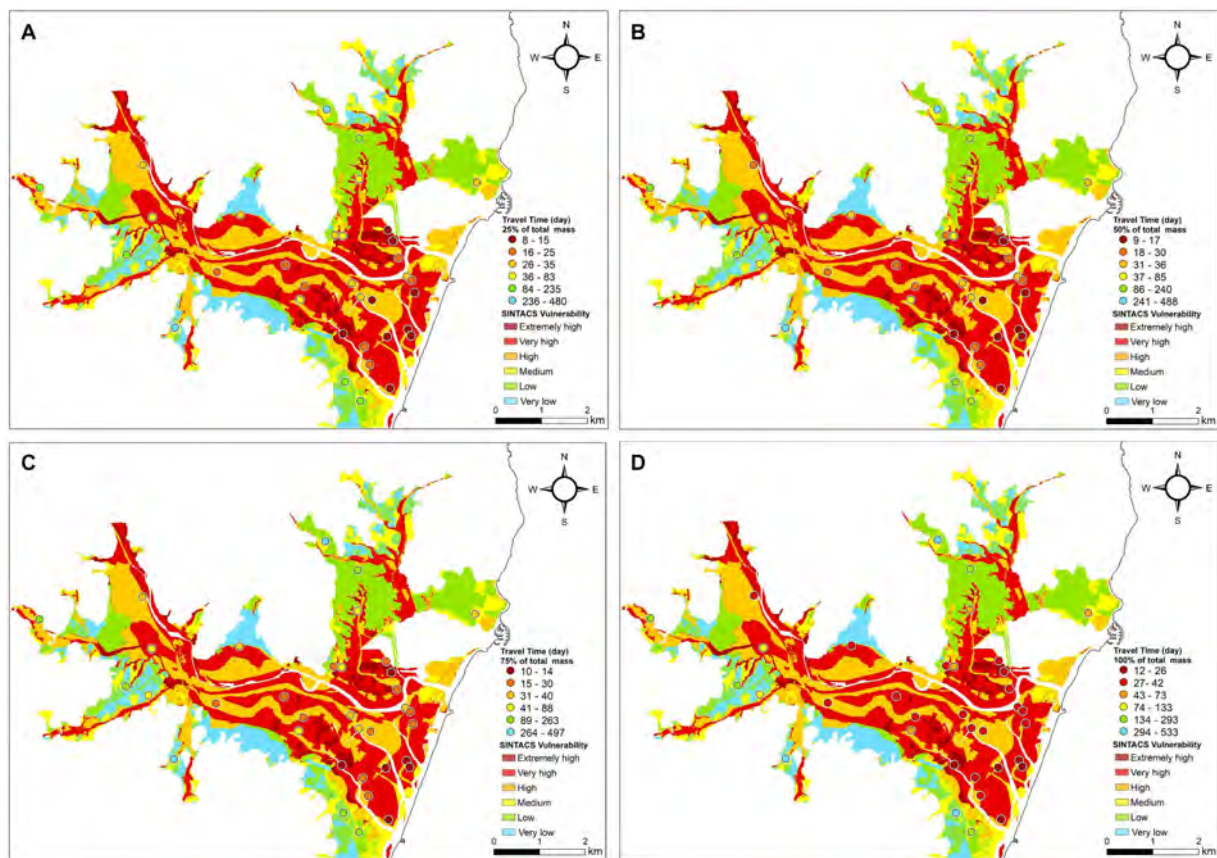 A
N
W E
S
Travel Time (day)
25% of total mass
8 - 15
16 - 25
26 - 35
36 - 83
84 - 235
236 - 480
SINTACS Vulnerability
Extremely high
Very high
High
Medium
Low
Very low
0 1 2
km
B
N
W E
S
Travel Time (day)
50% of total mass
9 - 17
18 - 30
31 - 36
37 - 85
86 - 240
241 - 488
SINTACS Vulnerability
Extremely high
Very high
High
Medium
Low
Very low
0 1 2
km
C
N
W E
S
Travel Time (day)
75% of total mass
10 - 14
15 - 30
31 - 40
41 - 88
89 - 263
264 - 497
SINTACS Vulnerability
Extremely high
Very high
High
Medium
Low
Very low
0 1 2
km
D
N
W E
S
Travel Time (day)
100% of total mass
12 - 26
27 - 42
43 - 73
74 - 133
134 - 293
294 - 533
SINTACS Vulnerability
Extremely high
Very high
High
Medium
Low
Very low
0 1 2
km